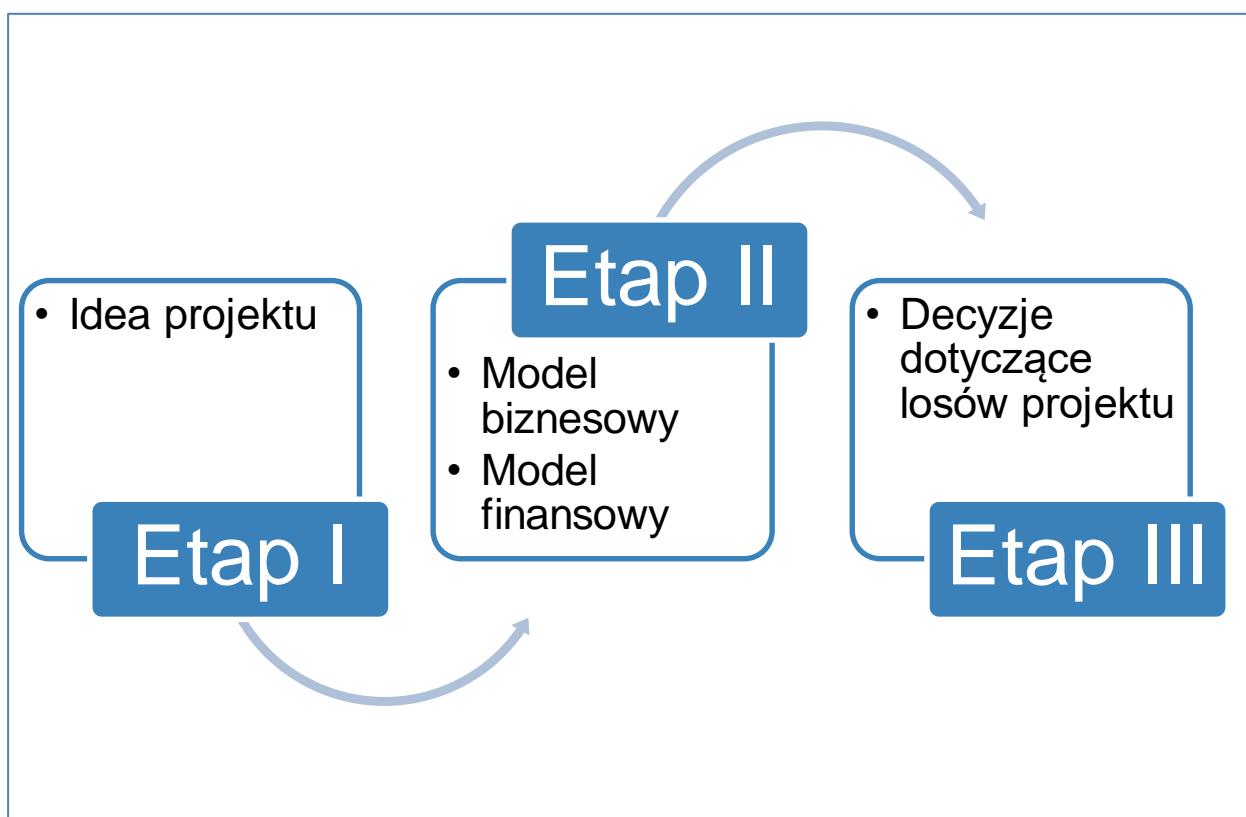 • Idea projektu
Etap I
Etap II
• Model
biznesowy
• Model
finansowy
• Decyzje
dotyczące
losów projektu
Etap III